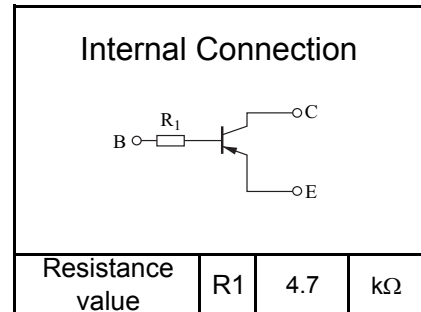 Internal Connection
C
R₁
B
E
Resistance value R1 4.7 kΩ